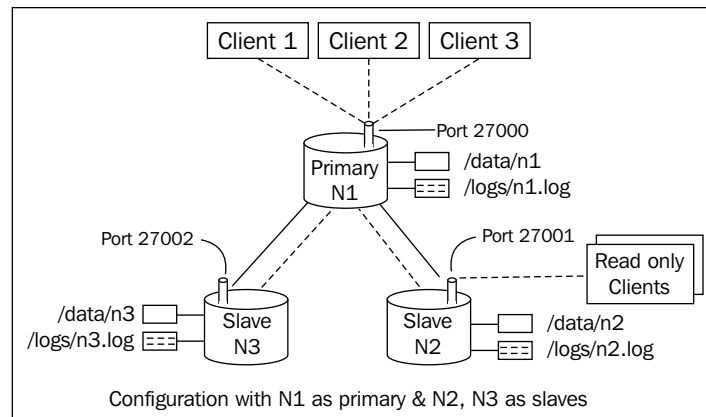 Client 1
Client 2
Client 3
Port 27000
Primary
N1
/data/n1
/logs/n1.log
Port 27002
Port 27001
Read only
Clients
/data/n3
/logs/n3.log
Slave
N3
Slave
N2
/data/n2
/logs/n2.log
Configuration with N1 as primary & N2, N3 as slaves